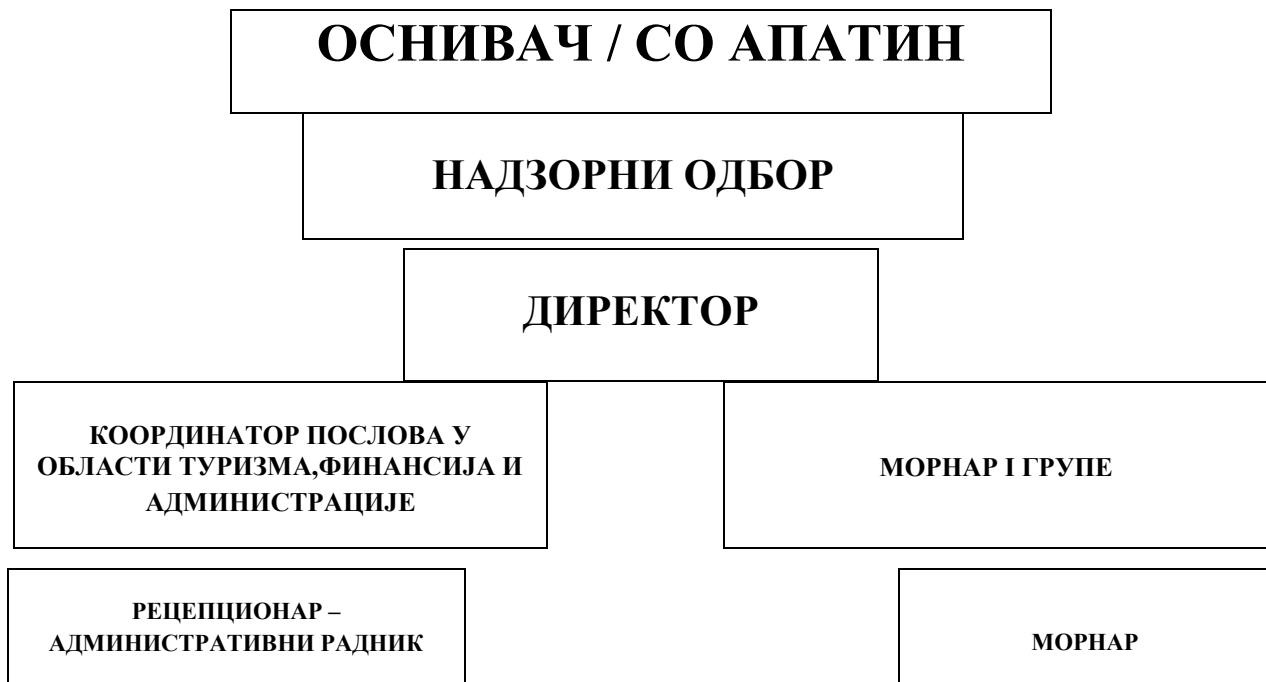 ОСНИВАЧ / СО АПАТИН
НАДЗОРНИ ОДБОР
ДИРЕКТОР
КООРДИНАТОР ПОСЛОВА У
ОБЛАСТИ ТУРИЗМА,ФИНАНСИЈА И
АДМИНИСТРАЦИЈЕ
МОРНАР I ГРУПЕ
РЕЦЕПЦИОНАР –
АДМИНИСТРАТИВНИ РАДНИК
МОРНАР